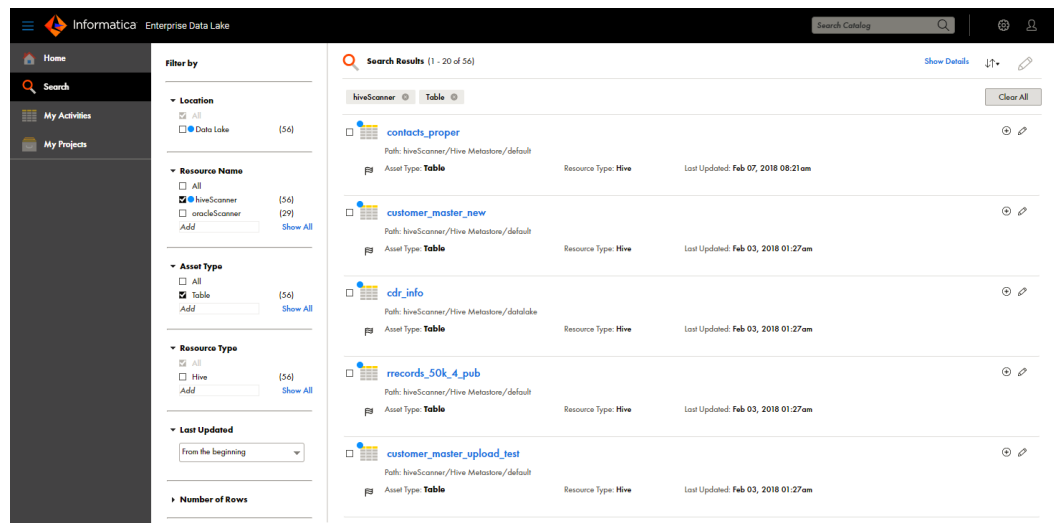 Informatica Enterprise Data Lake
Search Catalog
Home
Search
My Activities
My Projects
Filter by
Location
All
Data Lake (56)
Resource Name
All
hiveScanner (56)
oracleScanner (29)
Add Show All
Asset Type
All
Table (56)
Add Show All
Resource Type
All
Hive (56)
Add Show All
Last Updated
From the beginning
Number of Rows
Search Results (1 - 20 of 56)
Show Details
hiveScanner Table Clear All
contacts_proper
Path: hiveScanner/Hive Metastore/default
Asset Type: Table Resource Type: Hive Last Updated: Feb 07, 2018 08:21am
customer_master_new
Path: hiveScanner/Hive Metastore/default
Asset Type: Table Resource Type: Hive Last Updated: Feb 03, 2018 01:27am
cdr_info
Path: hiveScanner/Hive Metastore/datalake
Asset Type: Table Resource Type: Hive Last Updated: Feb 03, 2018 01:27am
rrecords_50k_4_pub
Path: hiveScanner/Hive Metastore/default
Asset Type: Table Resource Type: Hive Last Updated: Feb 03, 2018 01:27am
customer_master_upload_test
Path: hiveScanner/Hive Metastore/default
Asset Type: Table Resource Type: Hive Last Updated: Feb 03, 2018 01:27am